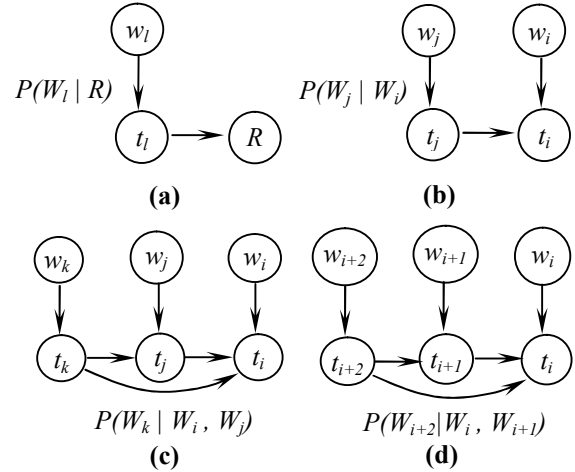 w_l
P(W_l | R)
t_l R
(a)
w_j w_i
P(W_j | W_i)
t_j t_i
(b)
w_k w_j w_i
t_k t_j t_i
P(W_k | W_i , W_j)
(c)
w_{i+2} w_{i+1} w_i
t_{i+2} t_{i+1} t_i
P(W_{i+2}|W_i , W_{i+1})
(d)